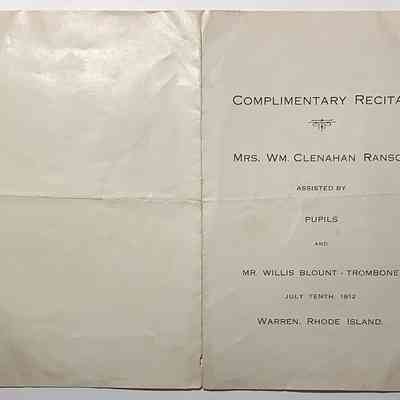 COMPLIMENTARY RECITA
MRS. WM. CLENAHAN RANSO
ASSISTED BY
PUPILS
AND
MR. WILLIS BLOUNT - TROMBONE
JULY TENTH, 1912
WARREN, RHODE ISLAND.